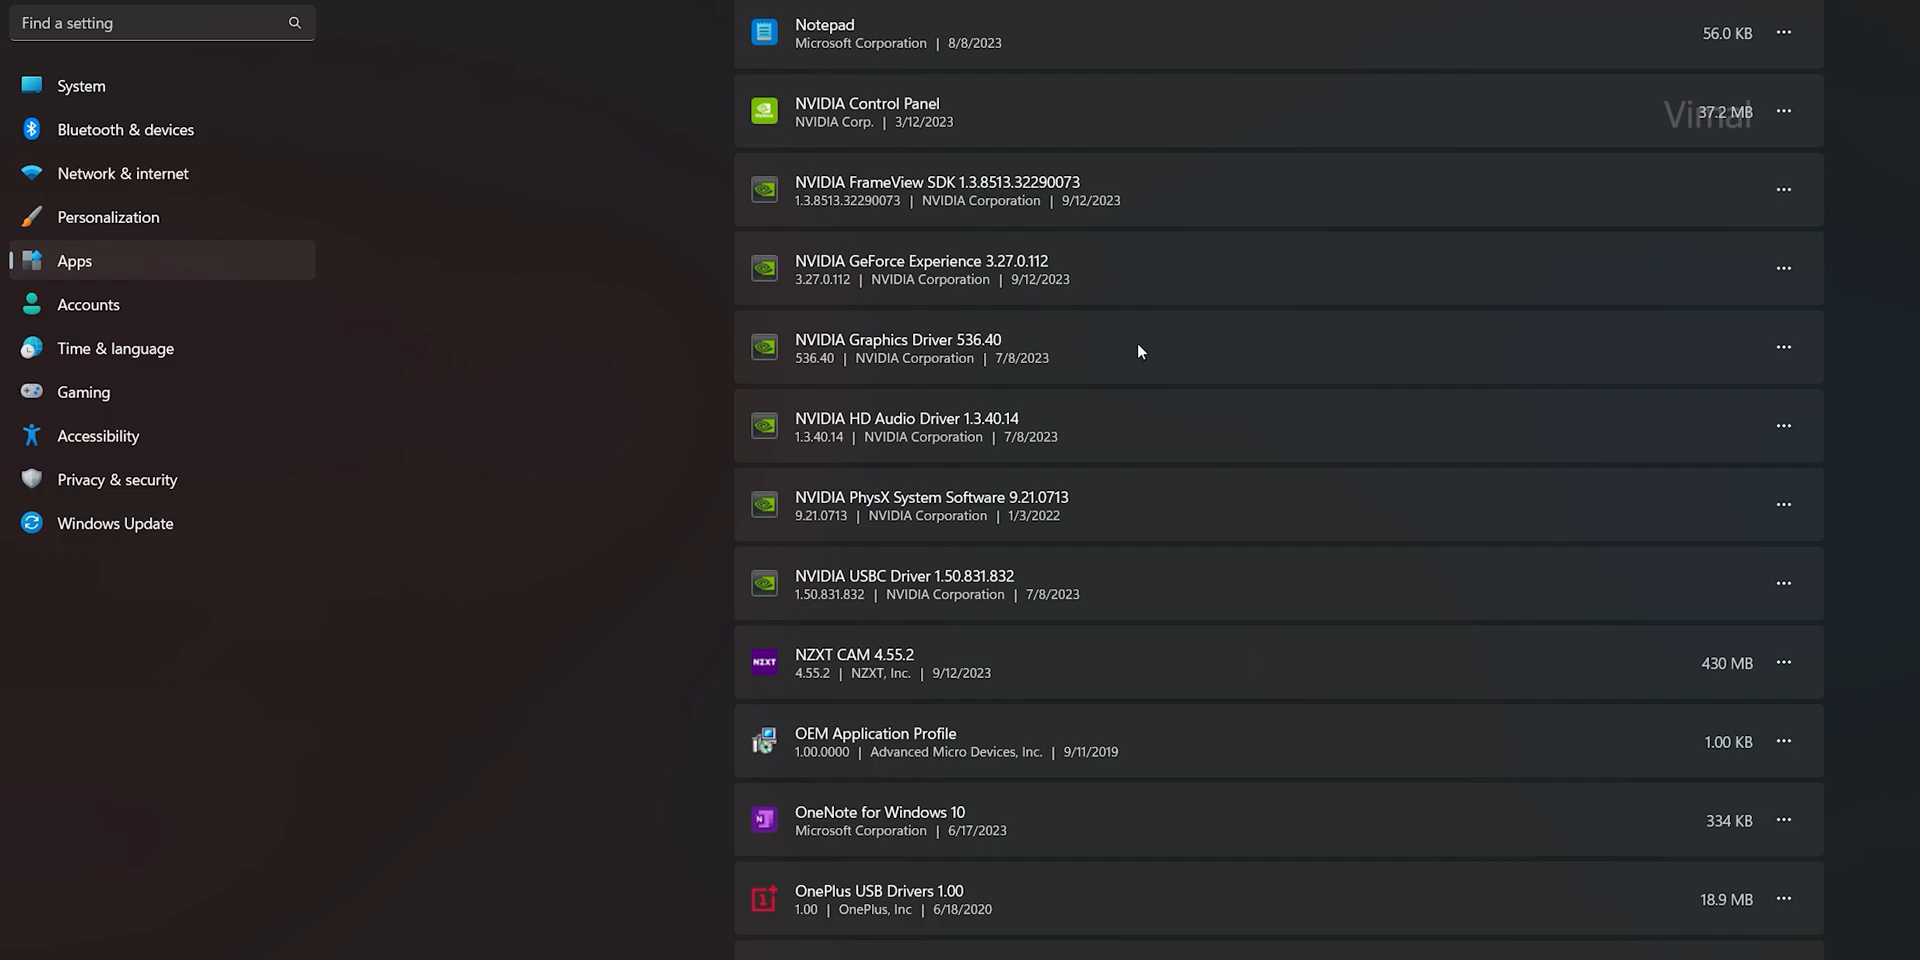 Find a setting
System
Bluetooth & devices
Network & internet
Personalization
Apps
Accounts
Time & language
Gaming
Accessibility
Privacy & security
Windows Update
Notepad
Microsoft Corporation | 8/8/2023
56.0 KB
NVIDIA Control Panel
NVIDIA Corp. | 3/12/2023
37.2 MB
Vimal
NVIDIA FrameView SDK 1.3.8513.32290073
1.3.8513.32290073 | NVIDIA Corporation | 9/12/2023
NVIDIA GeForce Experience 3.27.0.112
3.27.0.112 | NVIDIA Corporation | 9/12/2023
NVIDIA Graphics Driver 536.40
536.40 | NVIDIA Corporation | 7/8/2023
NVIDIA HD Audio Driver 1.3.40.14
1.3.40.14 | NVIDIA Corporation | 7/8/2023
NVIDIA PhysX System Software 9.21.0713
9.21.0713 | NVIDIA Corporation | 1/3/2022
NVIDIA USBC Driver 1.50.831.832
1.50.831.832 | NVIDIA Corporation | 7/8/2023
NZXT
NZXT CAM 4.55.2
4.55.2 | NZXT, Inc. | 9/12/2023
430 MB
OEM Application Profile
1.00.0000 | Advanced Micro Devices, Inc. | 9/11/2019
1.00 KB
OneNote for Windows 10
Microsoft Corporation | 6/17/2023
334 KB
OnePlus USB Drivers 1.00
1.00 | OnePlus, Inc | 6/18/2020
18.9 MB